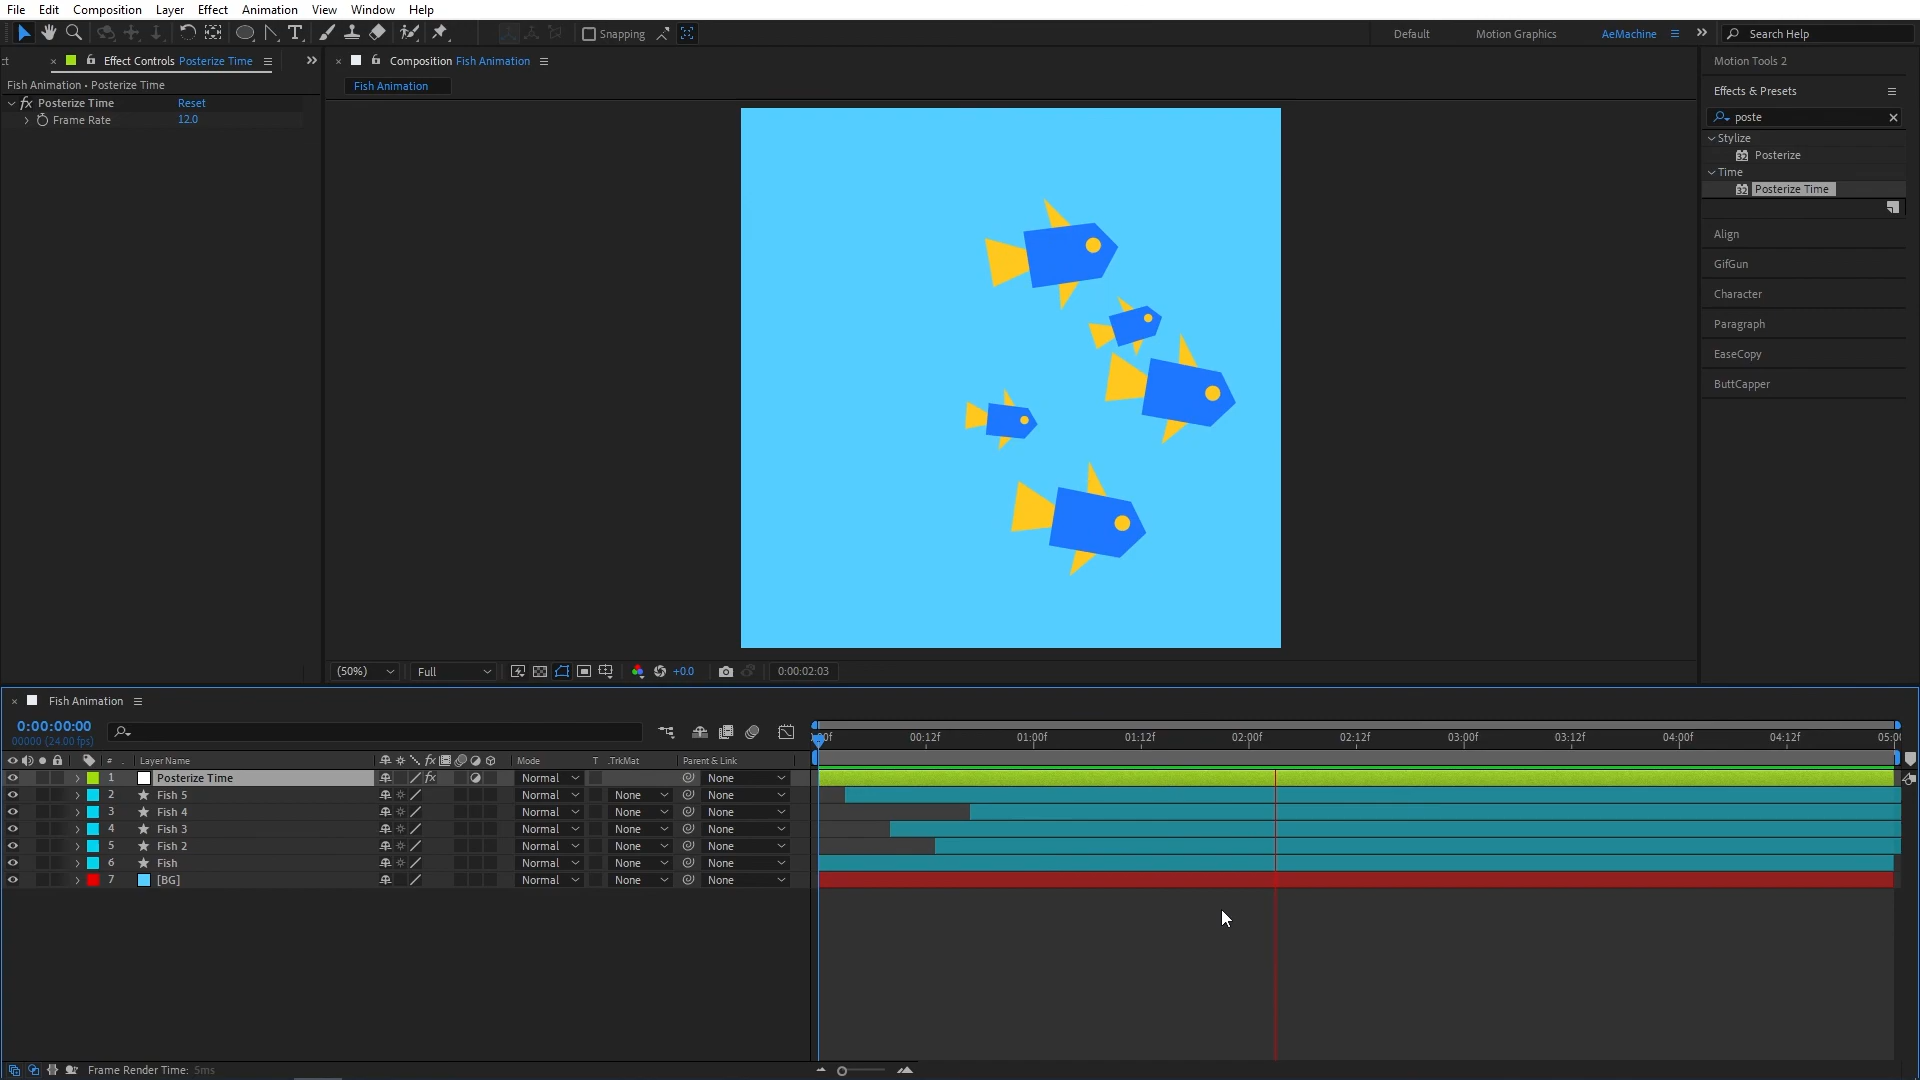 File Edit Composition Layer Effect Animation View Window Help
Snapping
Default Motion Graphics AeMachine
Search Help
ct
Effect Controls Posterize Time
Fish Animation • Posterize Time
fx Posterize Time Reset
Frame Rate 12.0
Composition Fish Animation
Fish Animation
(50%) Full +0.0 0:00:02:03
Motion Tools 2
Effects & Presets
poste
Stylize
32 Posterize
Time
32 Posterize Time
Align
GifGun
Character
Paragraph
EaseCopy
ButtCapper
Fish Animation
0:00:00:00
00000 (24.00 fps)
:00f 00:12f 01:00f 01:12f 02:00f 02:12f 03:00f 03:12f 04:00f 04:12f 05:00
# Layer Name fx Mode T .TrkMat Parent & Link
1 Posterize Time fx Normal None
2 Fish 5 Normal None None
3 Fish 4 Normal None None
4 Fish 3 Normal None None
5 Fish 2 Normal None None
6 Fish Normal None None
7 [BG] Normal None None
Frame Render Time: 5ms